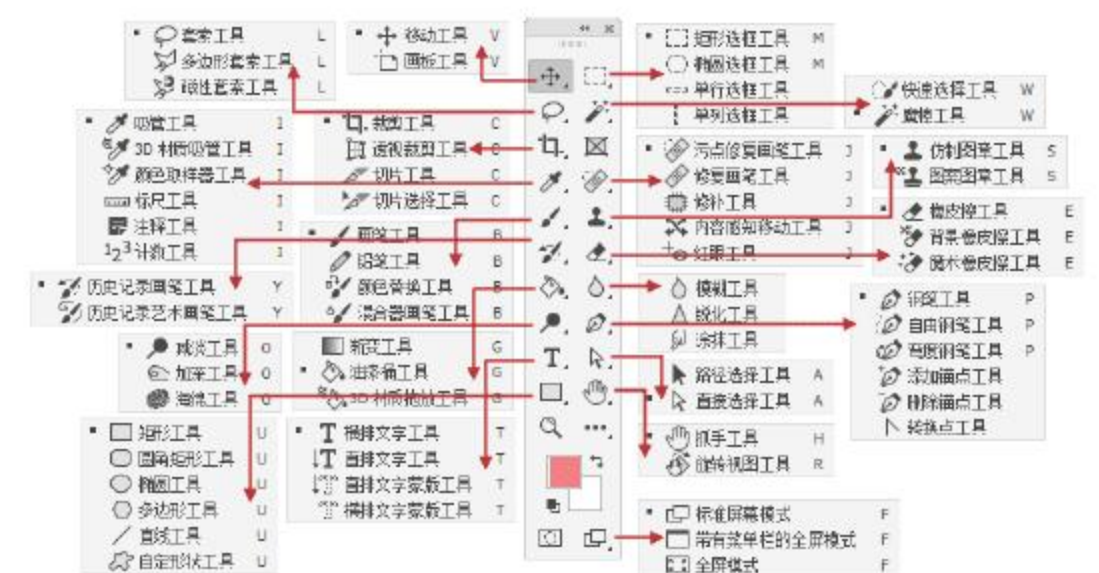 套索工具 L
多边形套索工具 L
磁性套索工具 L
移动工具 V
画板工具 V
矩形选框工具 M
椭圆选框工具 M
单行选框工具
单列选框工具
快速选择工具 W
魔棒工具 W
吸管工具 I
3D 材质吸管工具 I
颜色取样器工具 I
标尺工具 I
注释工具 I
123 计数工具 I
裁剪工具 C
透视裁剪工具 C
切片工具 C
切片选择工具 C
污点修复画笔工具 J
修复画笔工具 J
修补工具 J
内容感知移动工具 J
红眼工具 J
仿制图章工具 S
图案图章工具 S
橡皮擦工具 E
背景橡皮擦工具 E
魔术橡皮擦工具 E
画笔工具 B
铅笔工具 B
颜色替换工具 B
混合器画笔工具 B
历史记录画笔工具 Y
历史记录艺术画笔工具 Y
模糊工具
锐化工具
涂抹工具
钢笔工具 P
自由钢笔工具 P
弯度钢笔工具 P
添加锚点工具
删除锚点工具
转换点工具
减淡工具 O
加深工具 O
海绵工具 O
渐变工具 G
油漆桶工具 G
3D 材质拖放工具 G
路径选择工具 A
直接选择工具 A
矩形工具 U
圆角矩形工具 U
椭圆工具 U
多边形工具 U
直线工具 U
自定形状工具 U
T 横排文字工具 T
T 直排文字工具 T
直排文字蒙版工具 T
横排文字蒙版工具 T
抓手工具 H
旋转视图工具 R
标准屏幕模式 F
带有菜单栏的全屏模式 F
全屏模式 F
T